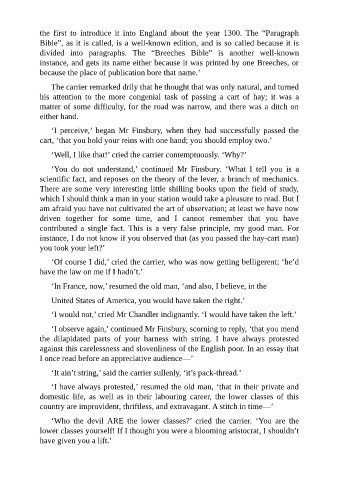 the first to introduce it into England about the year 1300. The “Paragraph
Bible”, as it is called, is a well-known edition, and is so called because it is
divided into paragraphs. The “Breeches Bible” is another well-known
instance, and gets its name either because it was printed by one Breeches, or
because the place of publication bore that name.’
The carrier remarked drily that he thought that was only natural, and turned
his attention to the more congenial task of passing a cart of hay; it was a
matter of some difficulty, for the road was narrow, and there was a ditch on
either hand.
‘I perceive,’ began Mr Finsbury, when they had successfully passed the
cart, ‘that you hold your reins with one hand; you should employ two.’
‘Well, I like that!’ cried the carrier contemptuously. ‘Why?’
‘You do not understand,’ continued Mr Finsbury. ‘What I tell you is a
scientific fact, and reposes on the theory of the lever, a branch of mechanics.
There are some very interesting little shilling books upon the field of study,
which I should think a man in your station would take a pleasure to read. But I
am afraid you have not cultivated the art of observation; at least we have now
driven together for some time, and I cannot remember that you have
contributed a single fact. This is a very false principle, my good man. For
instance, I do not know if you observed that (as you passed the hay-cart man)
you took your left?’
‘Of course I did,’ cried the carrier, who was now getting belligerent; ‘he’d
have the law on me if I hadn’t.’
‘In France, now,’ resumed the old man, ‘and also, I believe, in the
United States of America, you would have taken the right.’
‘I would not,’ cried Mr Chandler indignantly. ‘I would have taken the left.’
‘I observe again,’ continued Mr Finsbury, scorning to reply, ‘that you mend
the dilapidated parts of your harness with string. I have always protested
against this carelessness and slovenliness of the English poor. In an essay that
I once read before an appreciative audience—’
‘It ain’t string,’ said the carrier sullenly, ‘it’s pack-thread.’
‘I have always protested,’ resumed the old man, ‘that in their private and
domestic life, as well as in their labouring career, the lower classes of this
country are improvident, thriftless, and extravagant. A stitch in time—’
‘Who the devil ARE the lower classes?’ cried the carrier. ‘You are the
lower classes yourself! If I thought you were a blooming aristocrat, I shouldn’t
have given you a lift.’